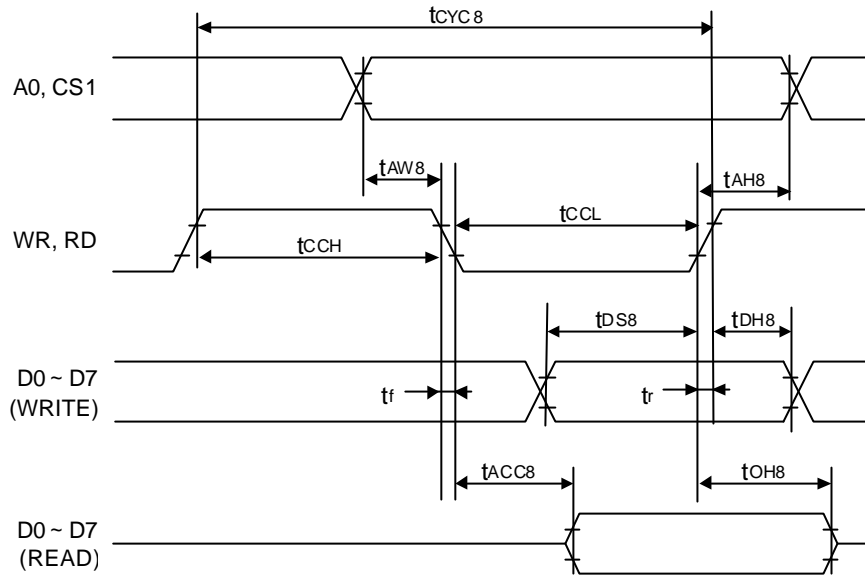 tCYC8
A0, CS1
tAW8
tAH8
WR, RD
tCCL
tCCH
tDS8
tDH8
D0 ~ D7
(WRITE)
tf
tr
tACC8
tOH8
D0 ~ D7
(READ)